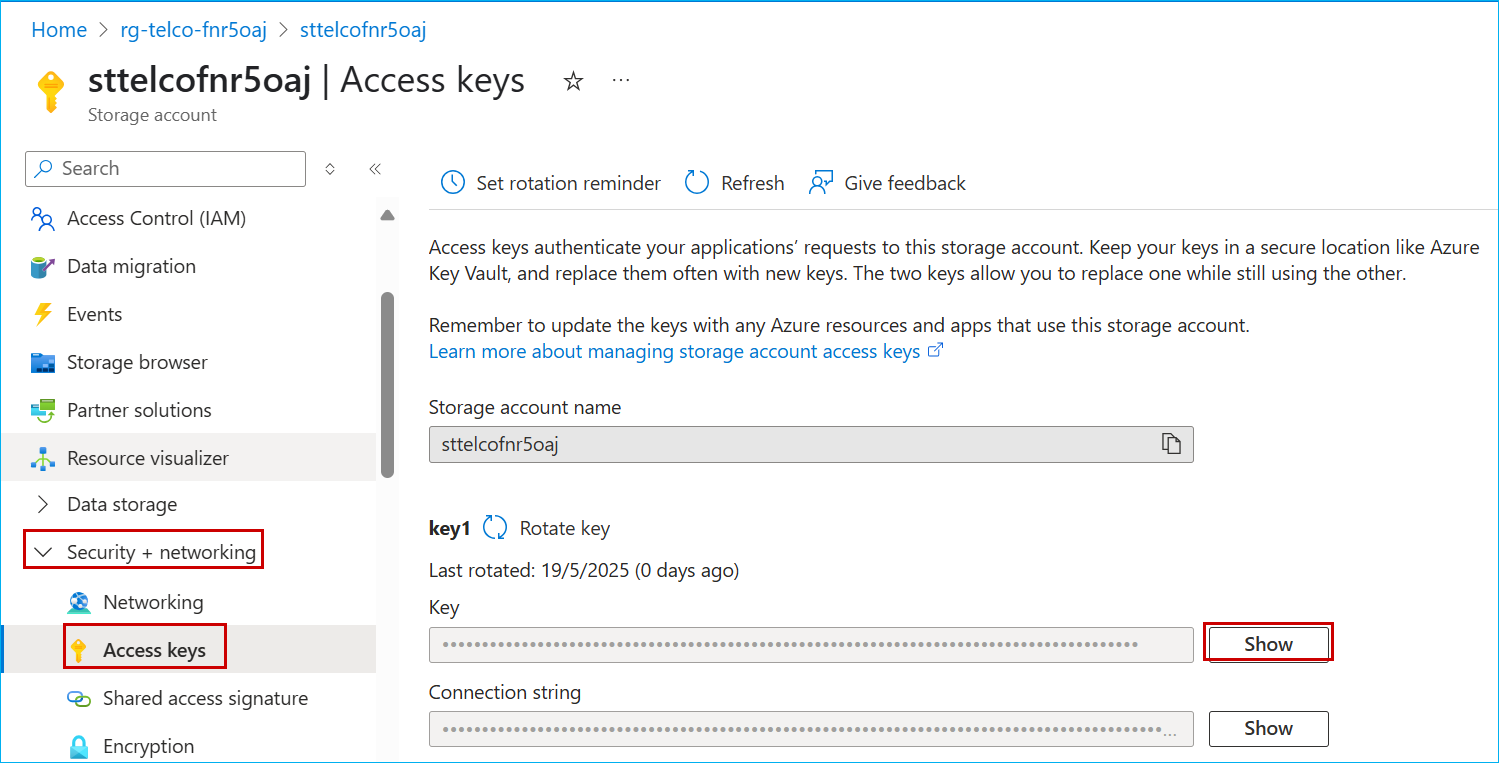 Home > rg-telco-fnr5oaj > sttelcofnr5oaj
sttelcofnr5oaj | Access keys
Storage account
Search
Access Control (IAM)
Data migration
Events
Storage browser
Partner solutions
Resource visualizer
Data storage
Security + networking
Networking
Access keys
Shared access signature
Encryption
Set rotation reminder Refresh Give feedback
Access keys authenticate your applications’ requests to this storage account. Keep your keys in a secure location like Azure
Key Vault, and replace them often with new keys. The two keys allow you to replace one while still using the other.
Remember to update the keys with any Azure resources and apps that use this storage account.
Learn more about managing storage account access keys
Storage account name
sttelcofnr5oaj
key1 Rotate key
Last rotated: 19/5/2025 (0 days ago)
Key
Show
Connection string
Show